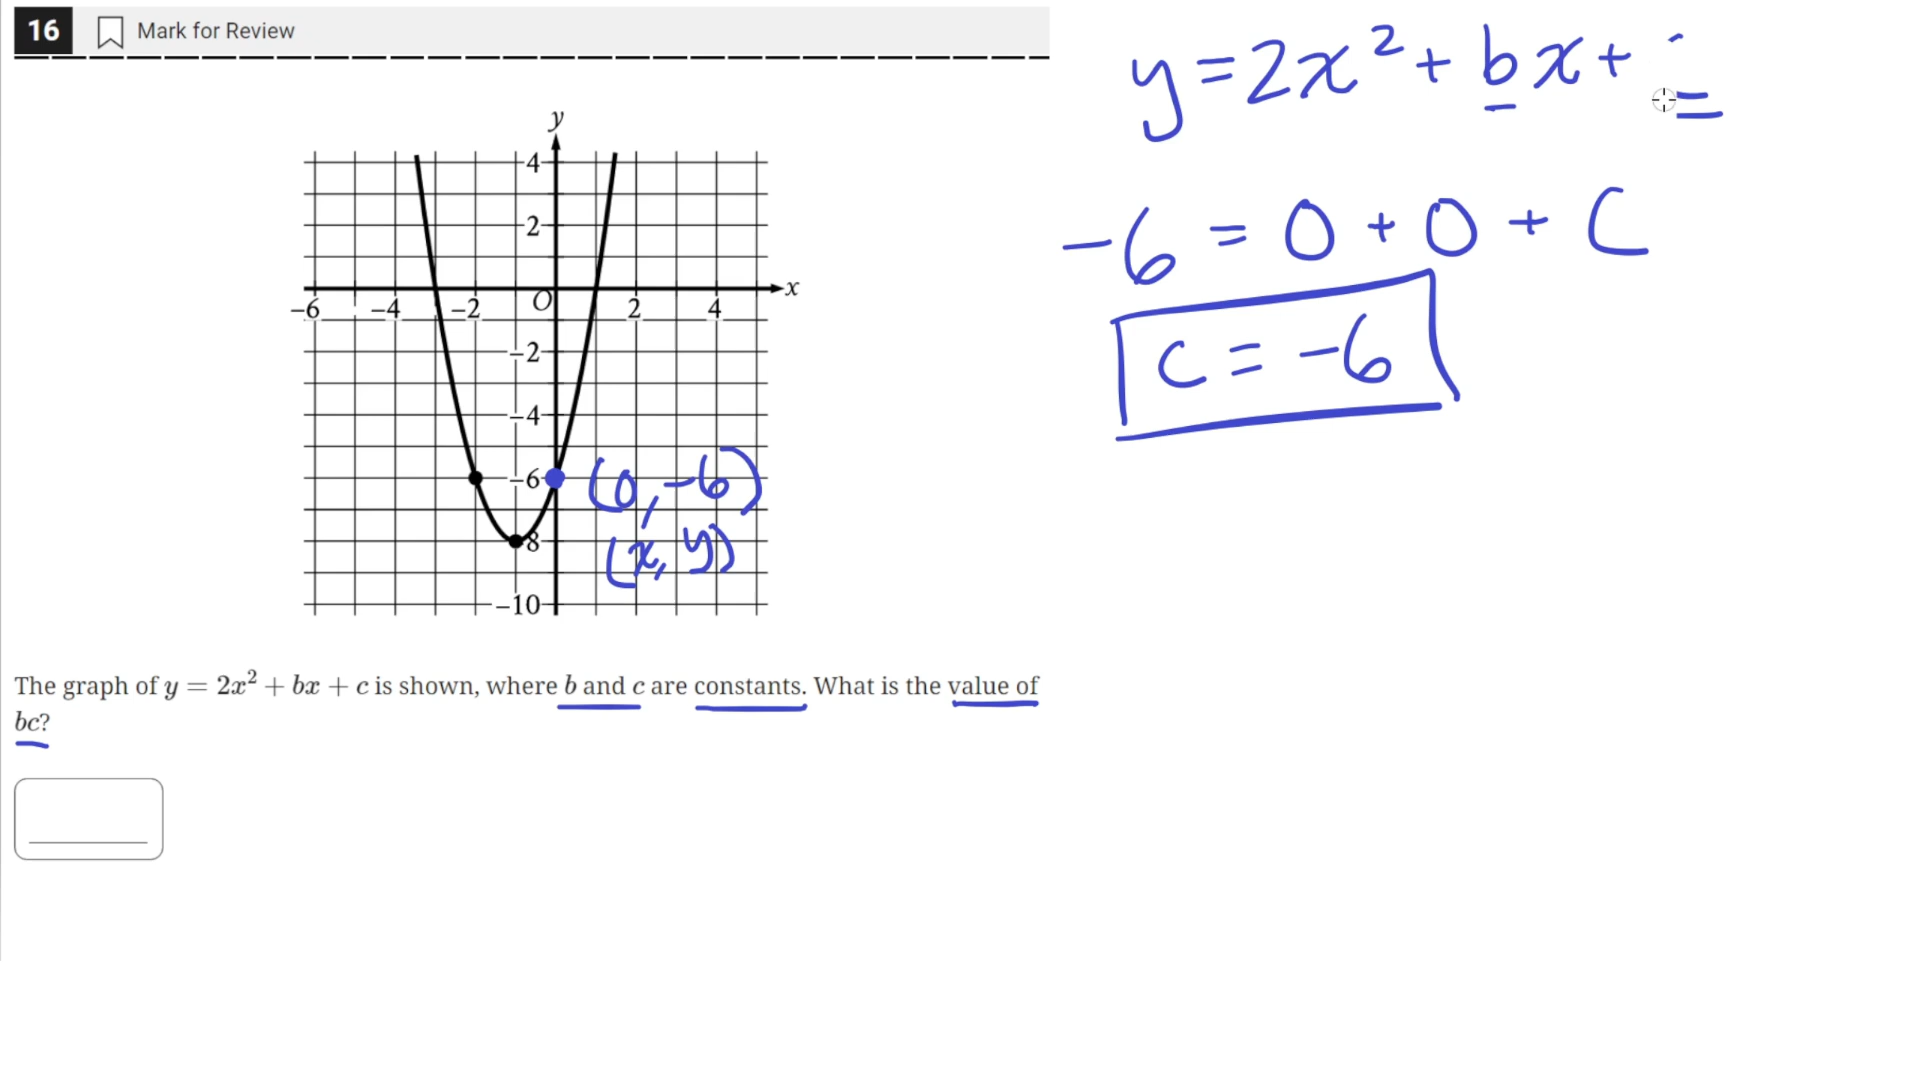 16 Mark for Review
y = 2x² + bx +
-6 = 0 + 0 + C
C = -6
y
4
2
-6 -4 -2 O 2 4 x
-2
-4
-6 (0, -6)
-8 (x, y)
-10
The graph of y = 2x² + bx + c is shown, where b and c are constants. What is the value of
bc?